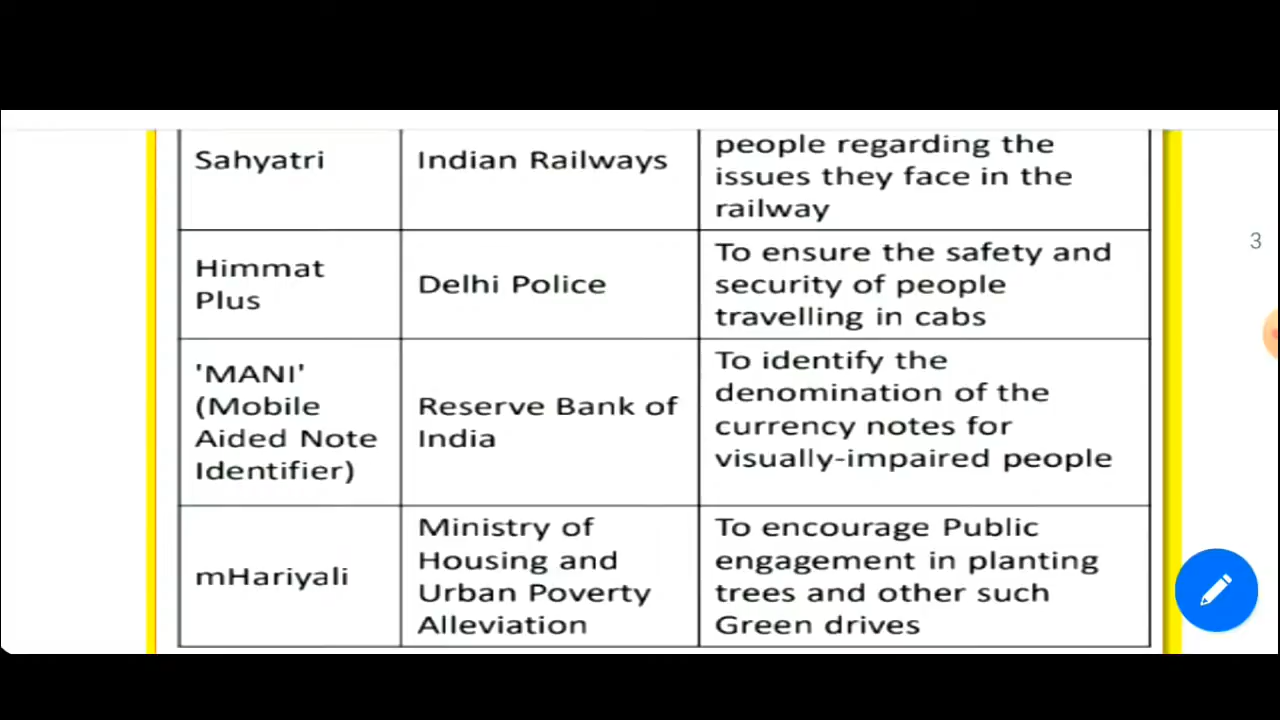 Sahyatri
Indian Railways
people regarding the
issues they face in the
railway
Himmat
Plus
Delhi Police
To ensure the safety and
security of people
travelling in cabs
'MANI'
(Mobile
Aided Note
Identifier)
Reserve Bank of
India
To identify the
denomination of the
currency notes for
visually-impaired people
mHariyali
Ministry of
Housing and
Urban Poverty
Alleviation
To encourage Public
engagement in planting
trees and other such
Green drives
3